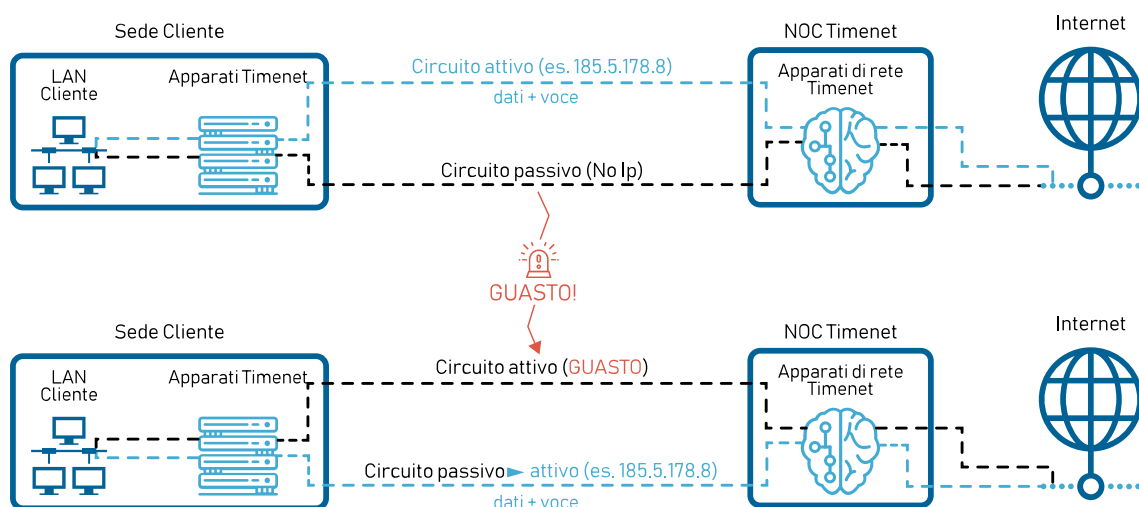 Sede Cliente
NOC Timenet
Internet
LAN
Cliente
Apparati Timenet
Circuito attivo (es. 185.5.178.8)
dati + voce
Apparati di rete
Timenet
Circuito passivo (No Ip)
GUASTO!
Sede Cliente
NOC Timenet
Internet
LAN
Cliente
Apparati Timenet
Circuito attivo (GUASTO)
Apparati di rete
Timenet
Circuito passivo ► attivo (es. 185.5.178.8)
dati + voce